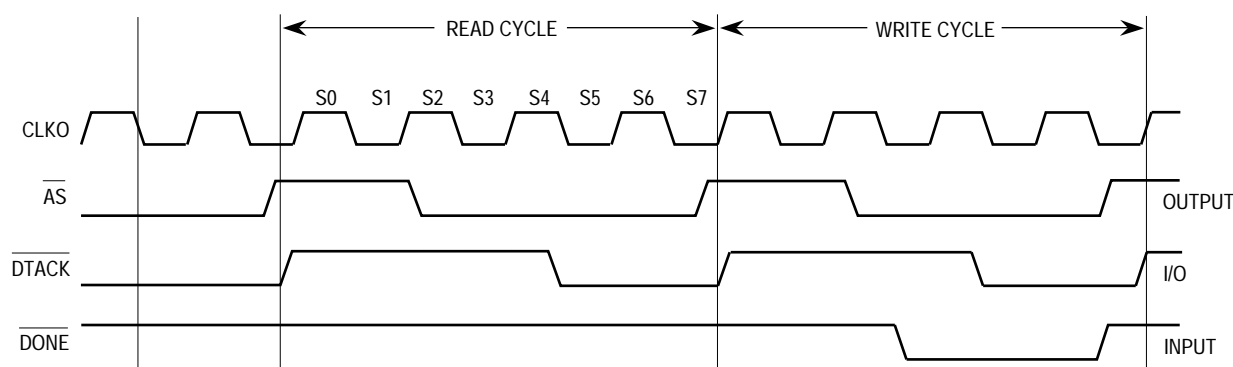 READ CYCLE WRITE CYCLE
S0 S1 S2 S3 S4 S5 S6 S7
CLKO
AS OUTPUT
DTACK I/O
DONE INPUT